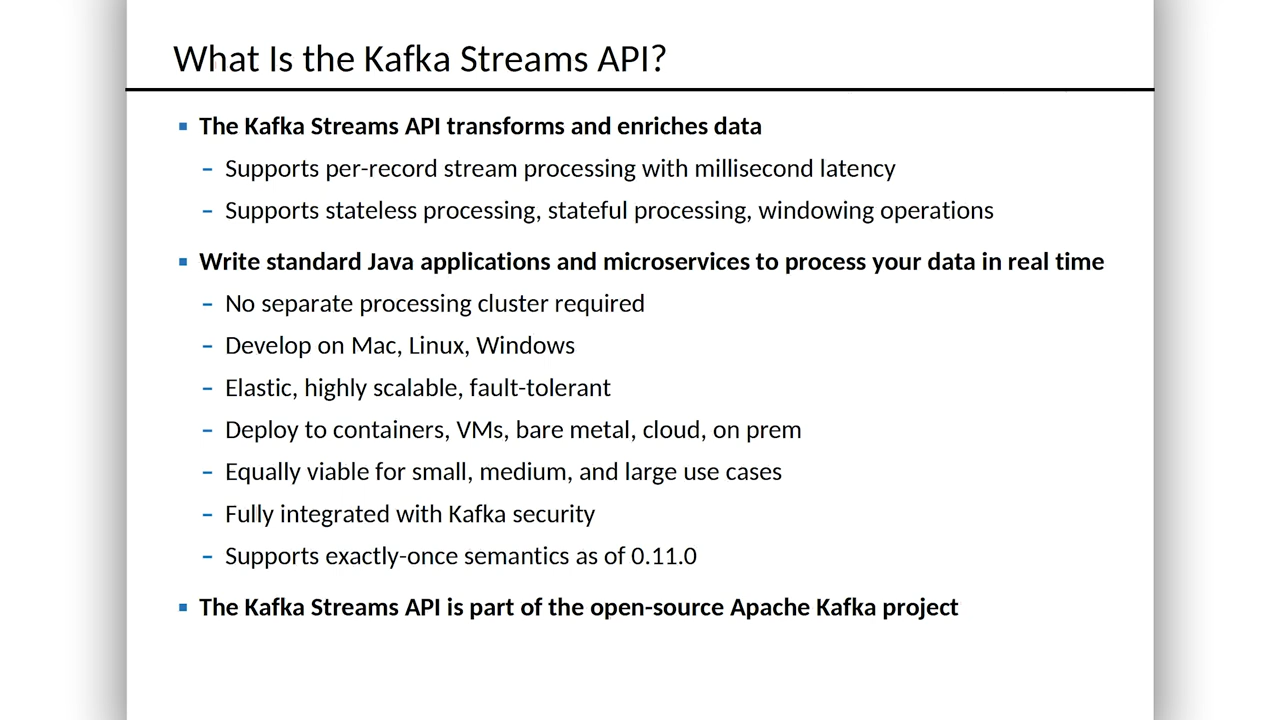 What Is the Kafka Streams API?
▪ The Kafka Streams API transforms and enriches data
– Supports per-record stream processing with millisecond latency
– Supports stateless processing, stateful processing, windowing operations
▪ Write standard Java applications and microservices to process your data in real time
– No separate processing cluster required
– Develop on Mac, Linux, Windows
– Elastic, highly scalable, fault-tolerant
– Deploy to containers, VMs, bare metal, cloud, on prem
– Equally viable for small, medium, and large use cases
– Fully integrated with Kafka security
– Supports exactly-once semantics as of 0.11.0
▪ The Kafka Streams API is part of the open-source Apache Kafka project